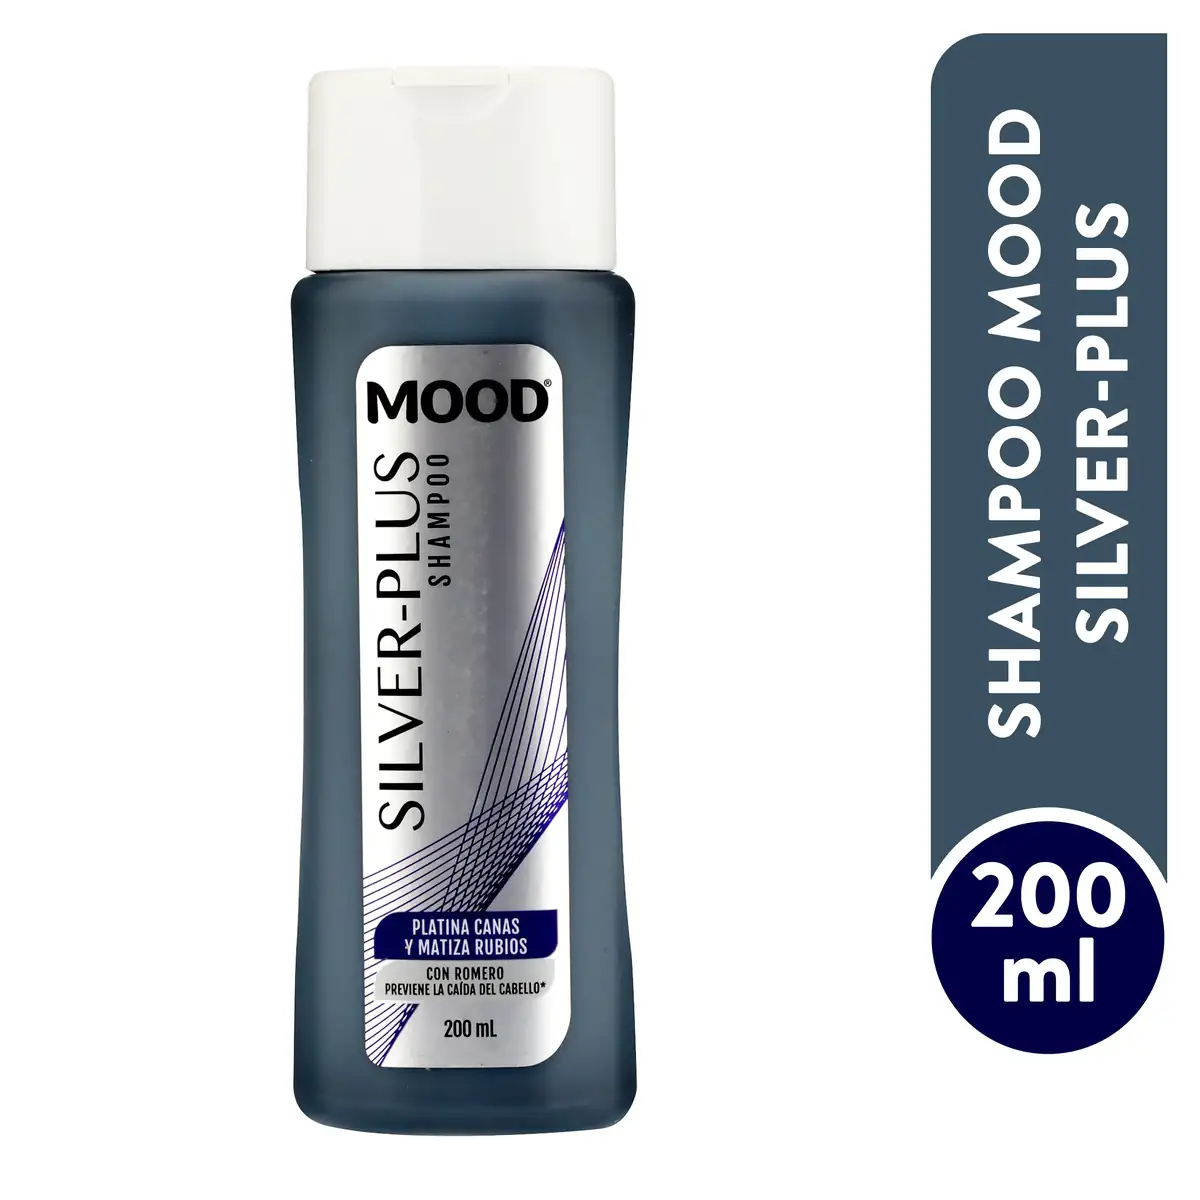 MOOD®
SILVER-PLUS
SHAMPOO
PLATINA CANAS
Y MATIZA RUBIOS
CON ROMERO
PREVIENE LA CAÍDA DEL CABELLO*
200 mL
SHAMPOO MOOD
SILVER-PLUS
200
ml